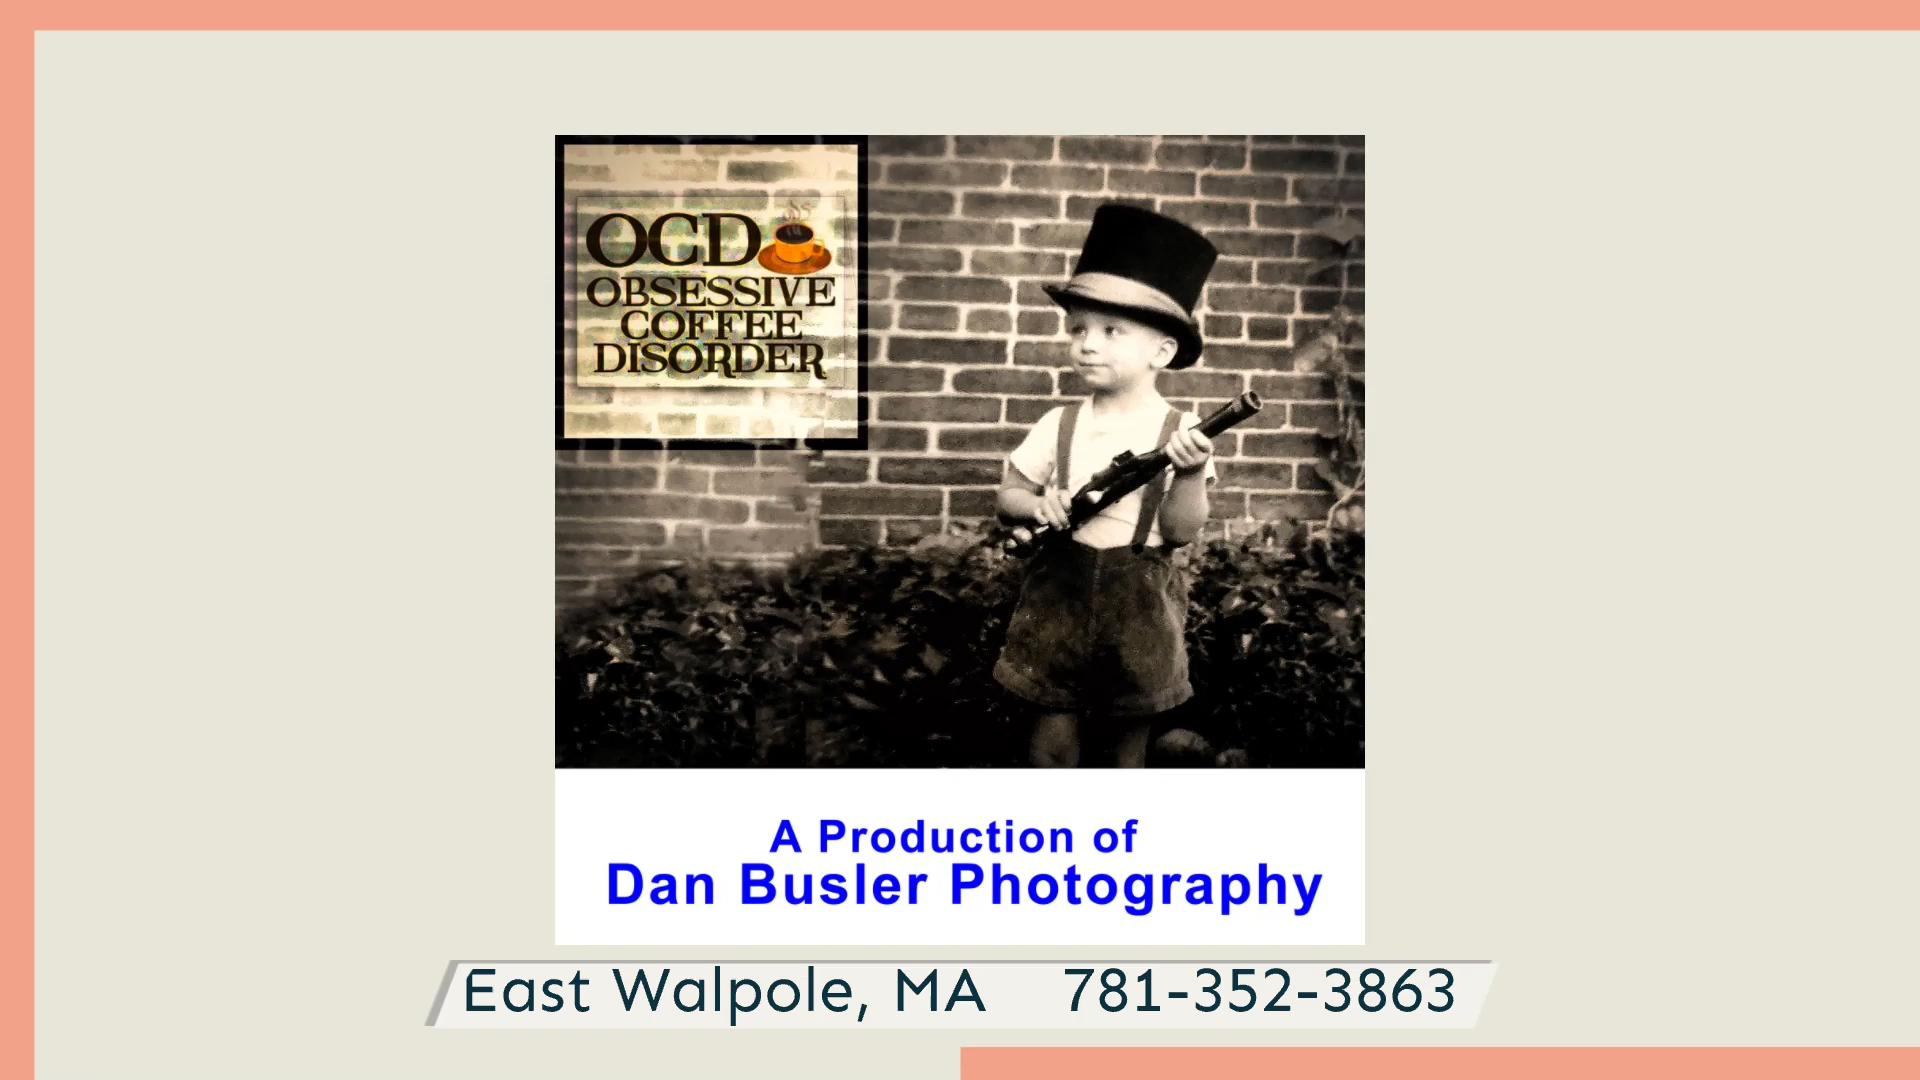 OCD
OBSESSIVE
COFFEE
DISORDER
A Production of
Dan Busler Photography
East Walpole, MA 781-352-3863